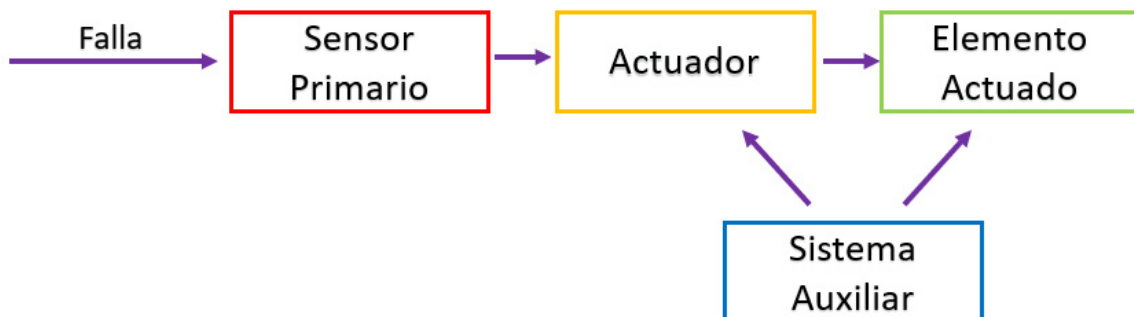 Falla
Sensor
Primario
Actuador
Elemento
Actuado
Sistema
Auxiliar